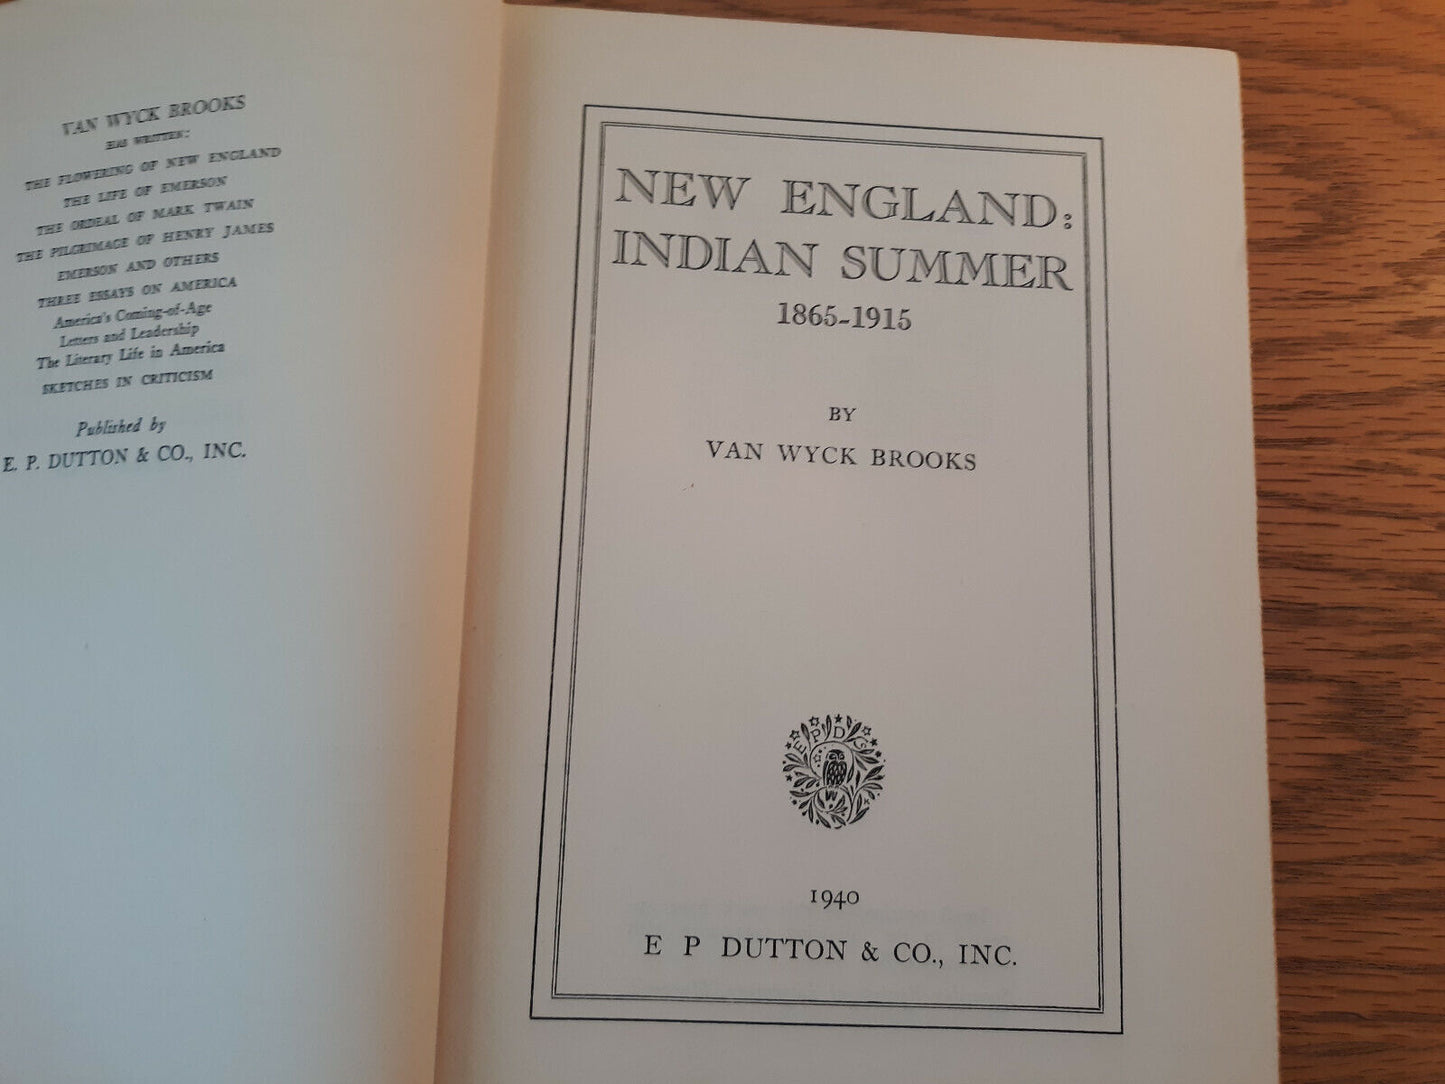 VAN WYCK BROOKS
HAS WRITTEN:
THE FLOWERING OF NEW ENGLAND
THE LIFE OF EMERSON
THE ORDEAL OF MARK TWAIN
THE PILGRIMAGE OF HENRY JAMES
EMERSON AND OTHERS
THREE ESSAYS ON AMERICA
America's Coming-of-Age
Letters and Leadership
The Literary Life in America
SKETCHES IN CRITICISM
Published by
E. P. DUTTON & CO., INC.
NEW ENGLAND:
INDIAN SUMMER
1865-1915
BY
VAN WYCK BROOKS
EPDC
1940
E P DUTTON & CO., INC.